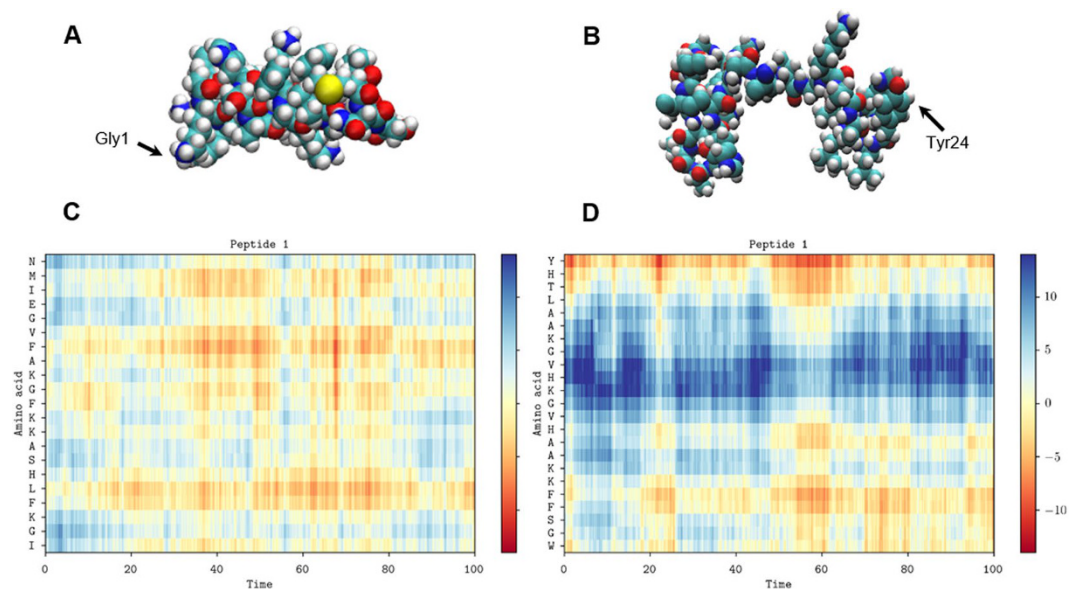 A
Gly1
B
Tyr24
C
Peptide 1
Amino acid
N
M
I
E
G
V
F
A
K
G
F
K
K
A
S
H
L
F
K
G
I
0
20
40
60
80
100
Time
D
Peptide 1
Amino acid
Y
H
T
L
A
A
K
G
V
H
K
G
V
H
A
A
K
K
F
S
G
W
0
20
40
60
80
100
Time
10
5
0
−5
−10